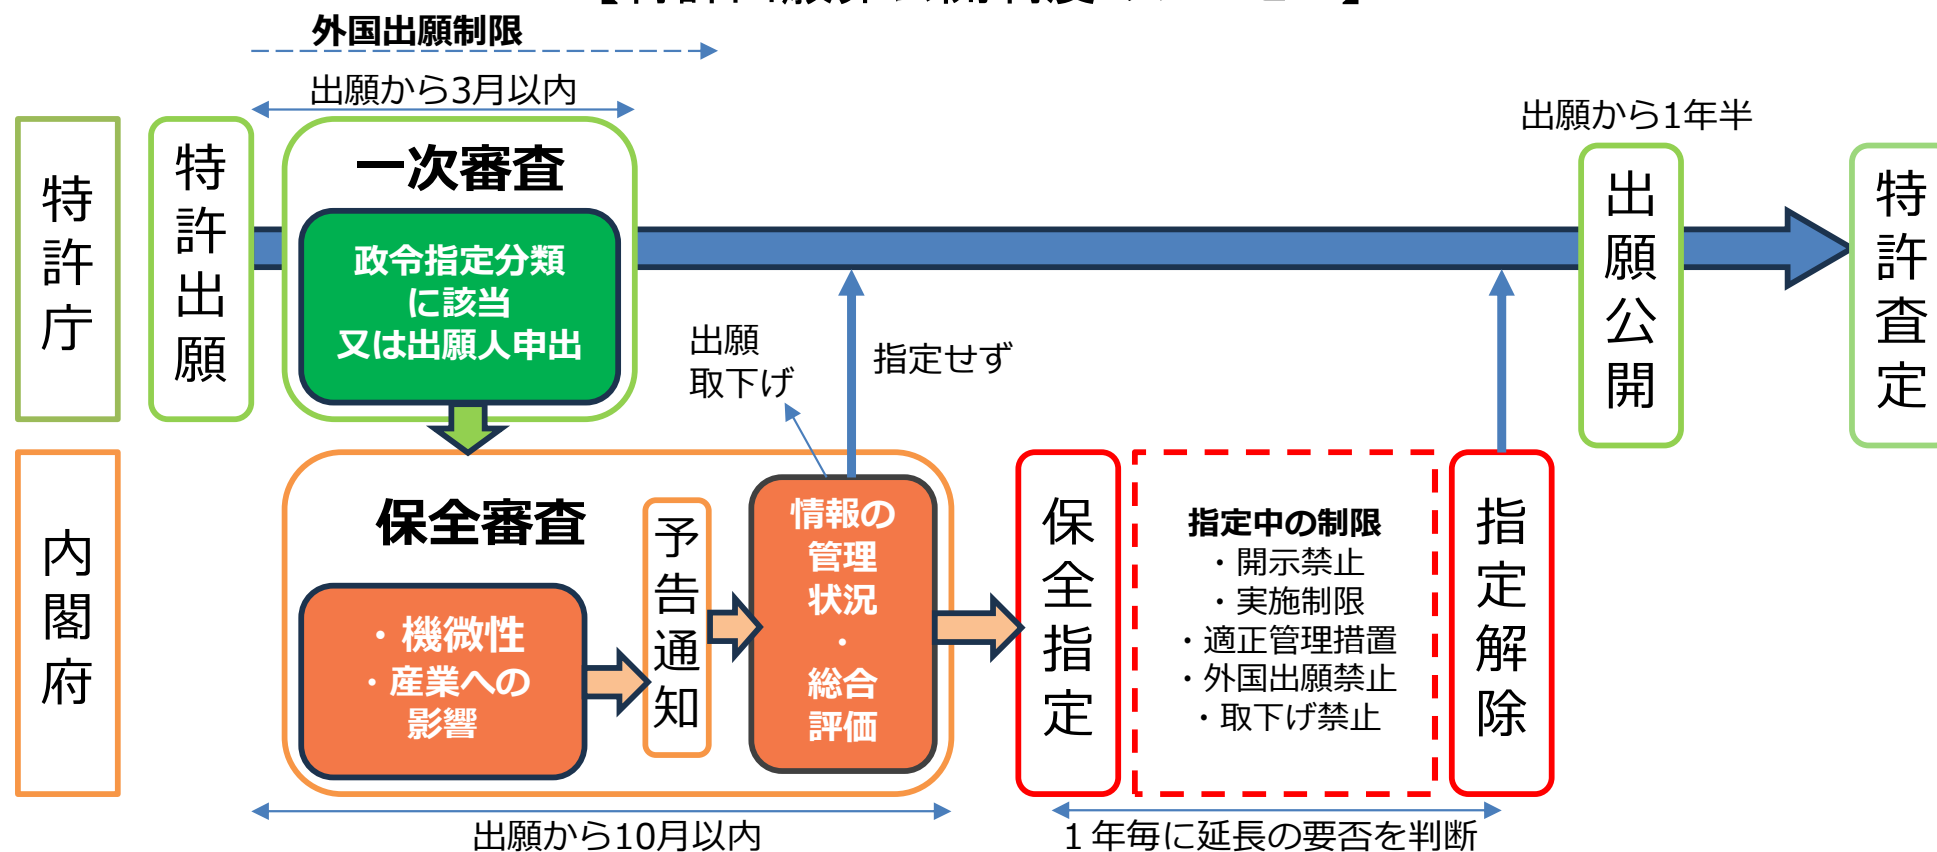 外国出願制限
出願から3月以内
出願から1年半
特許庁
特許出願
一次審査
政令指定分類
に該当
又は出願人申出
出願
取下げ
指定せず
出願公開
特許査定
内閣府
保全審査
・機微性
・産業への
影響
予告通知
情報の
管理
状況
・
総合
評価
保全指定
指定中の制限
・開示禁止
・実施制限
・適正管理措置
・外国出願禁止
・取下げ禁止
指定解除
出願から10月以内
１年毎に延長の要否を判断